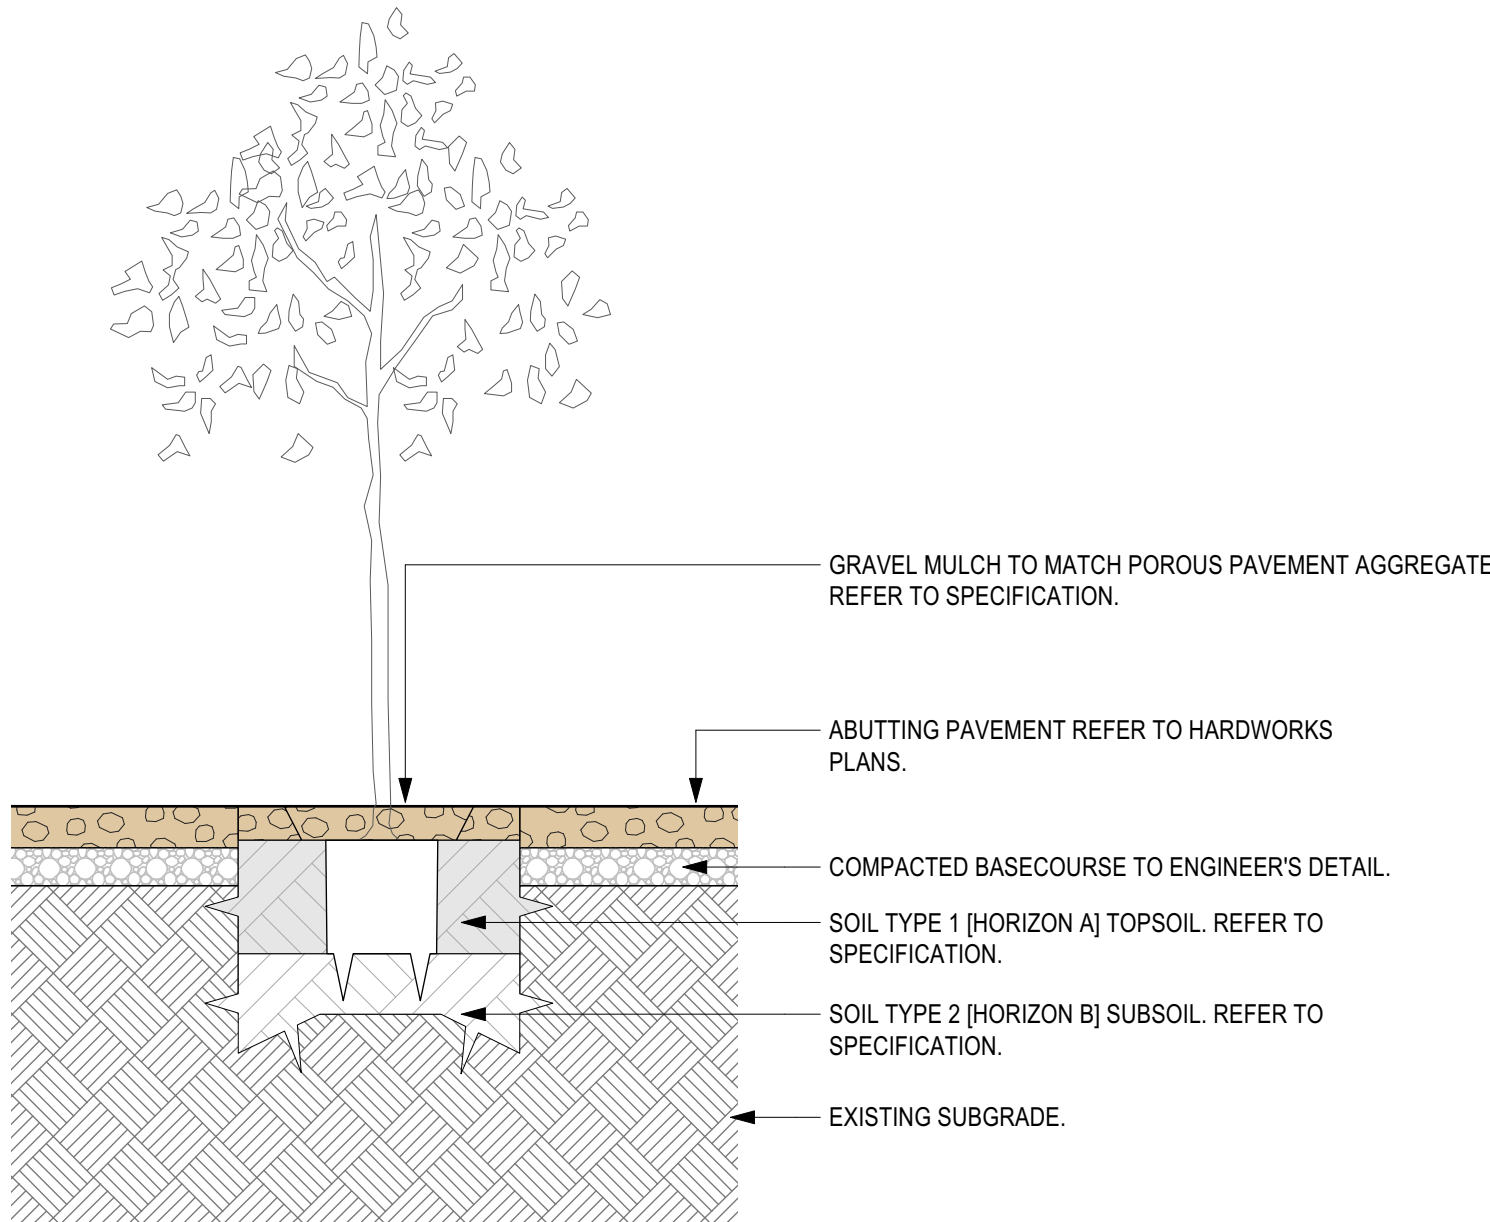 GRAVEL MULCH TO MATCH POROUS PAVEMENT AGGREGATE
REFER TO SPECIFICATION.
ABUTTING PAVEMENT REFER TO HARDWORKS
PLANS.
COMPACTED BASECOURSE TO ENGINEER'S DETAIL.
SOIL TYPE 1 [HORIZON A] TOPSOIL. REFER TO
SPECIFICATION.
SOIL TYPE 2 [HORIZON B] SUBSOIL. REFER TO
SPECIFICATION.
EXISTING SUBGRADE.